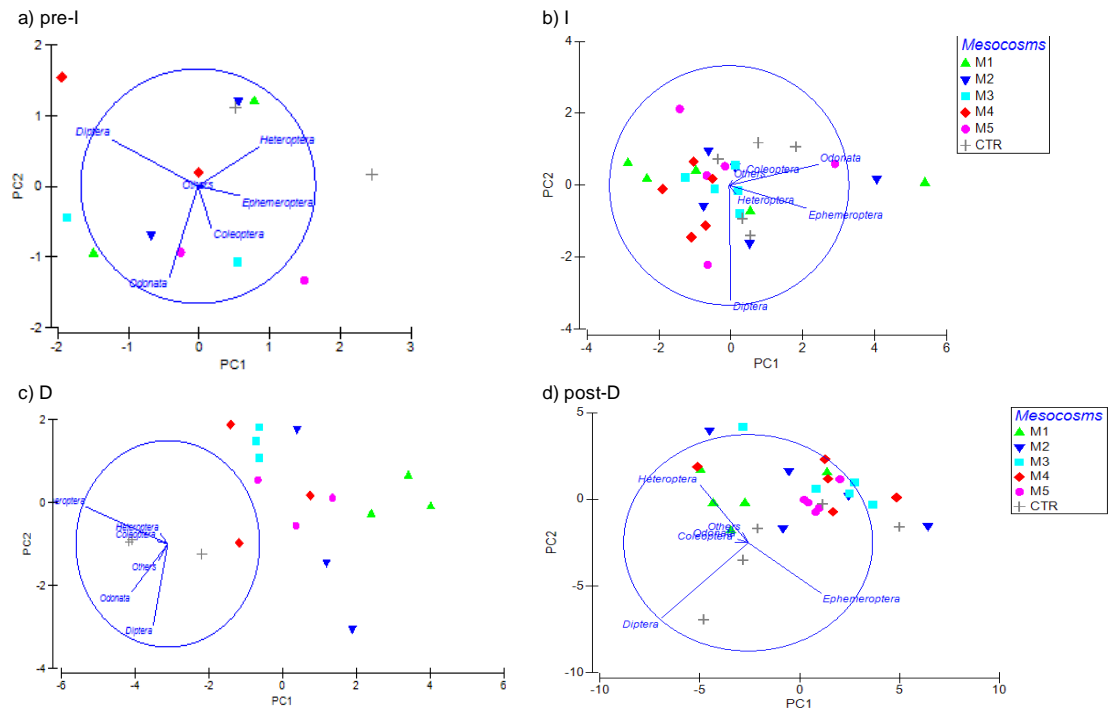 a) pre-I
2
1
0
-1
-2
PC2
-2
-1
0
1
2
3
PC1
Diptera
Heteroptera
Others
Ephemeroptera
Coleoptera
Odonata
b) I
4
2
0
-2
-4
PC2
-4
-2
0
2
4
6
PC1
Odonata
Coleoptera
Others
Heteroptera
Ephemeroptera
Diptera
Mesocosms
M1
M2
M3
M4
M5
CTR
c) D
2
0
-2
-4
PC2
-6
-4
-2
0
2
4
6
PC1
Heteroptera
Coleoptera
Others
Odonata
Diptera
d) post-D
5
0
-5
-10
PC2
-10
-5
0
5
10
PC1
Heteroptera
Others
Odonata
Coleoptera
Ephemeroptera
Diptera
Mesocosms
M1
M2
M3
M4
M5
CTR